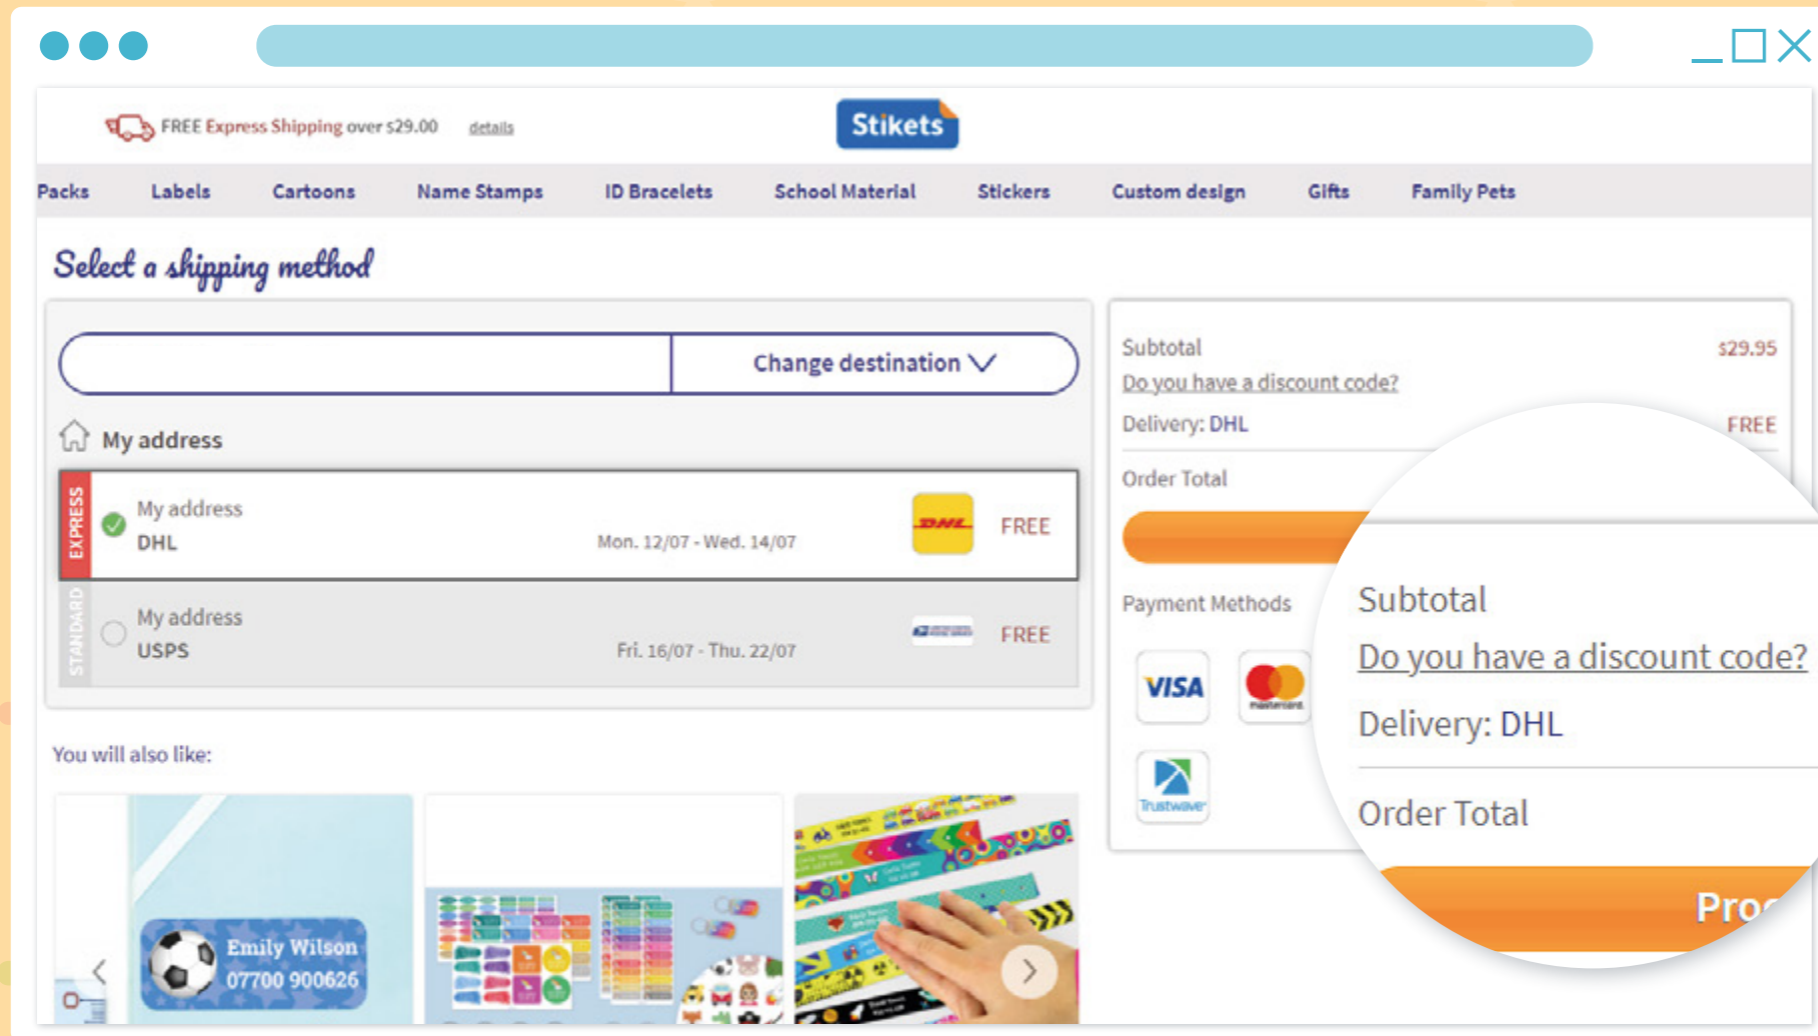 FREE Express Shipping over $29.00 details
Stikets
Packs Labels Cartoons Name Stamps ID Bracelets School Material Stickers Custom design Gifts Family Pets
Select a shipping method
Change destination
My address
EXPRESS
My address
DHL
Mon. 12/07 - Wed. 14/07
DHL
FREE
STANDARD
My address
USPS
Fri. 16/07 - Thu. 22/07
FREE
You will also like:
Emily Wilson
07700 900626
Subtotal $29.95
Do you have a discount code?
Delivery: DHL FREE
Order Total
Payment Methods
VISA
mastercard
Trustwave
Subtotal
Do you have a discount code?
Delivery: DHL
Order Total
Proc